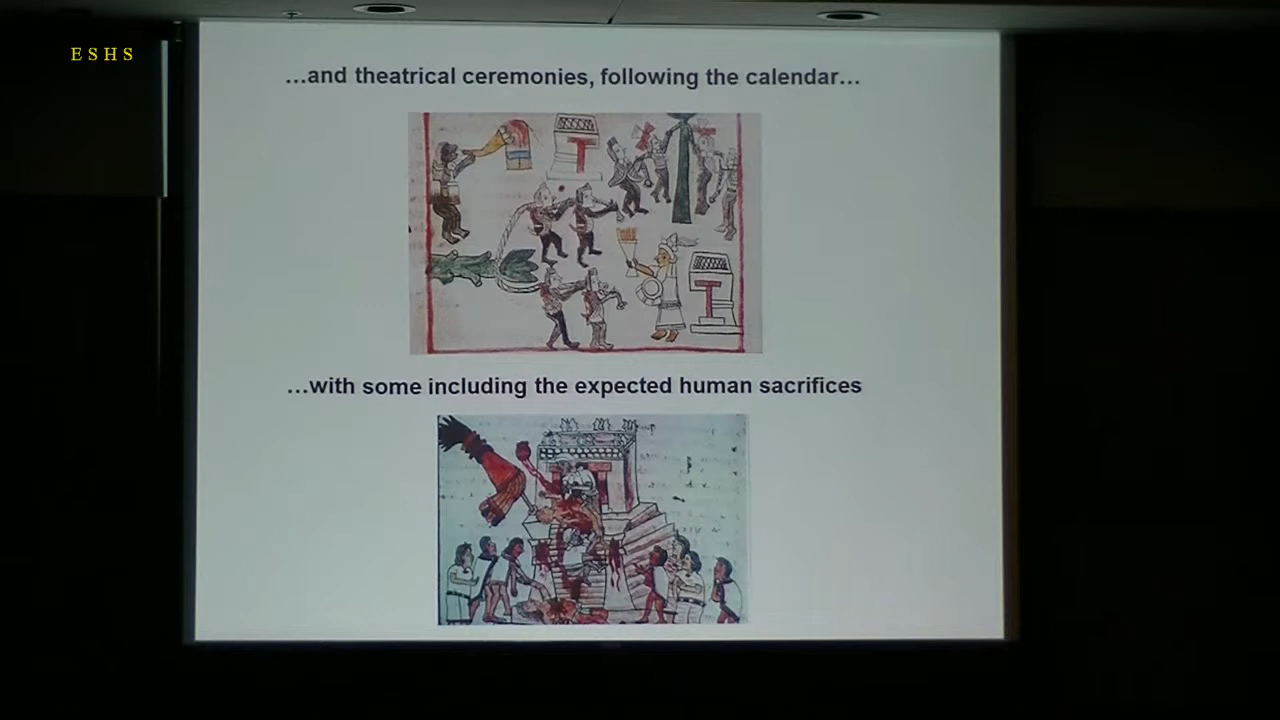 E S H S
…and theatrical ceremonies, following the calendar…
…with some including the expected human sacrifices